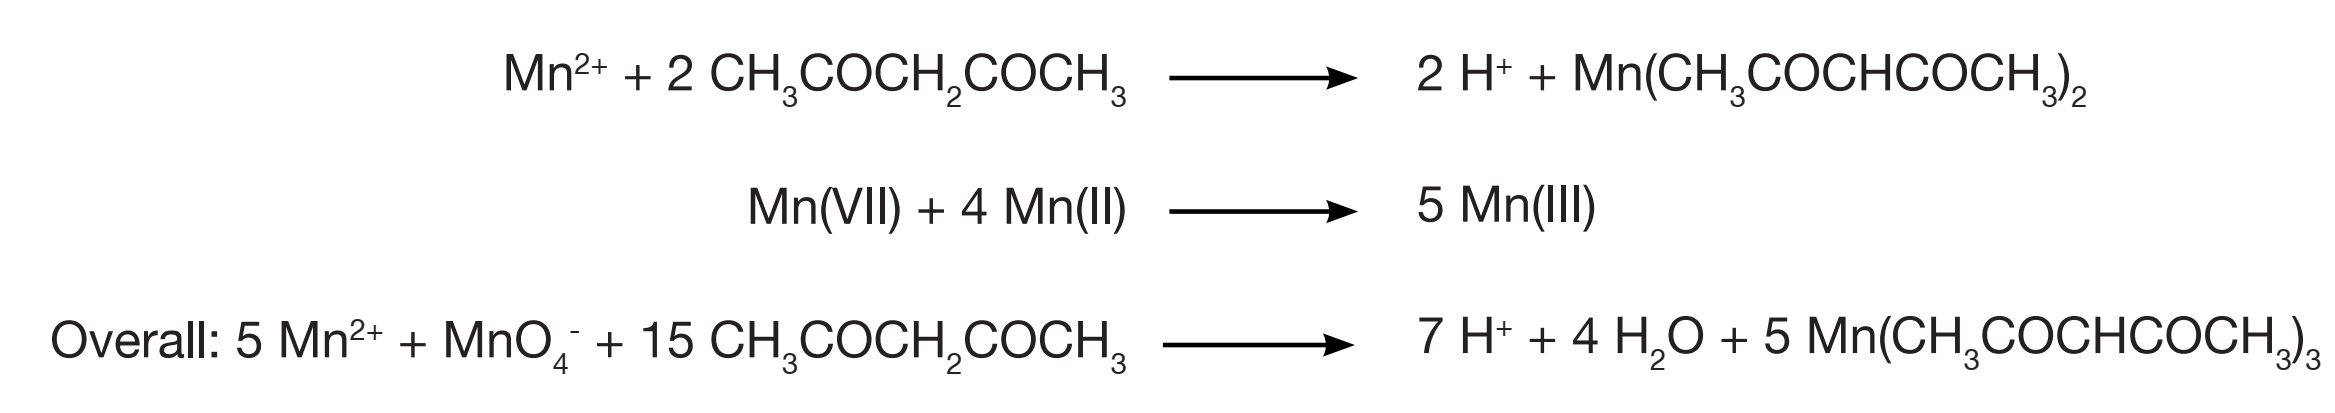 Mn²⁺ + 2 CH₃COCH₂COCH₃ ⟶ 2 H⁺ + Mn(CH₃COCHCOCH₃)₂
Mn(VII) + 4 Mn(II) ⟶ 5 Mn(III)
Overall: 5 Mn²⁺ + MnO₄⁻ + 15 CH₃COCH₂COCH₃ ⟶ 7 H⁺ + 4 H₂O + 5 Mn(CH₃COCHCOCH₃)₃